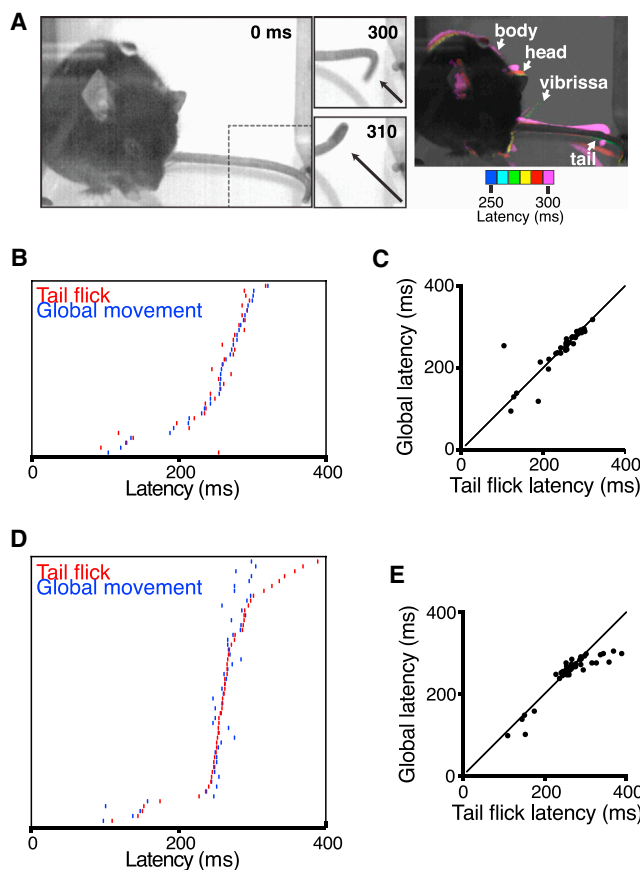 A
0 ms
300
310
body
head
vibrissa
tail
250 300
Latency (ms)
B
Tail flick
Global movement
0 200 400
Latency (ms)
C
Global latency (ms)
400
200
0
0 200 400
Tail flick latency (ms)
D
Tail flick
Global movement
0 200 400
Latency (ms)
E
Global latency (ms)
400
200
0
0 200 400
Tail flick latency (ms)